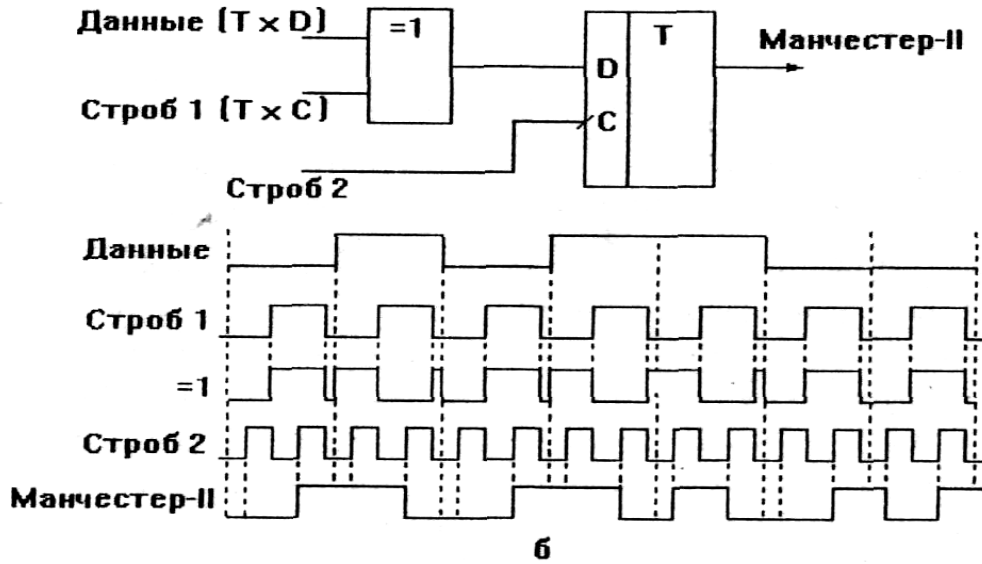 Данные (T × D)
=1
T
Манчестер-II
D
Строб 1 (T × C)
C
Строб 2
Данные
Строб 1
=1
Строб 2
Манчестер-II
б